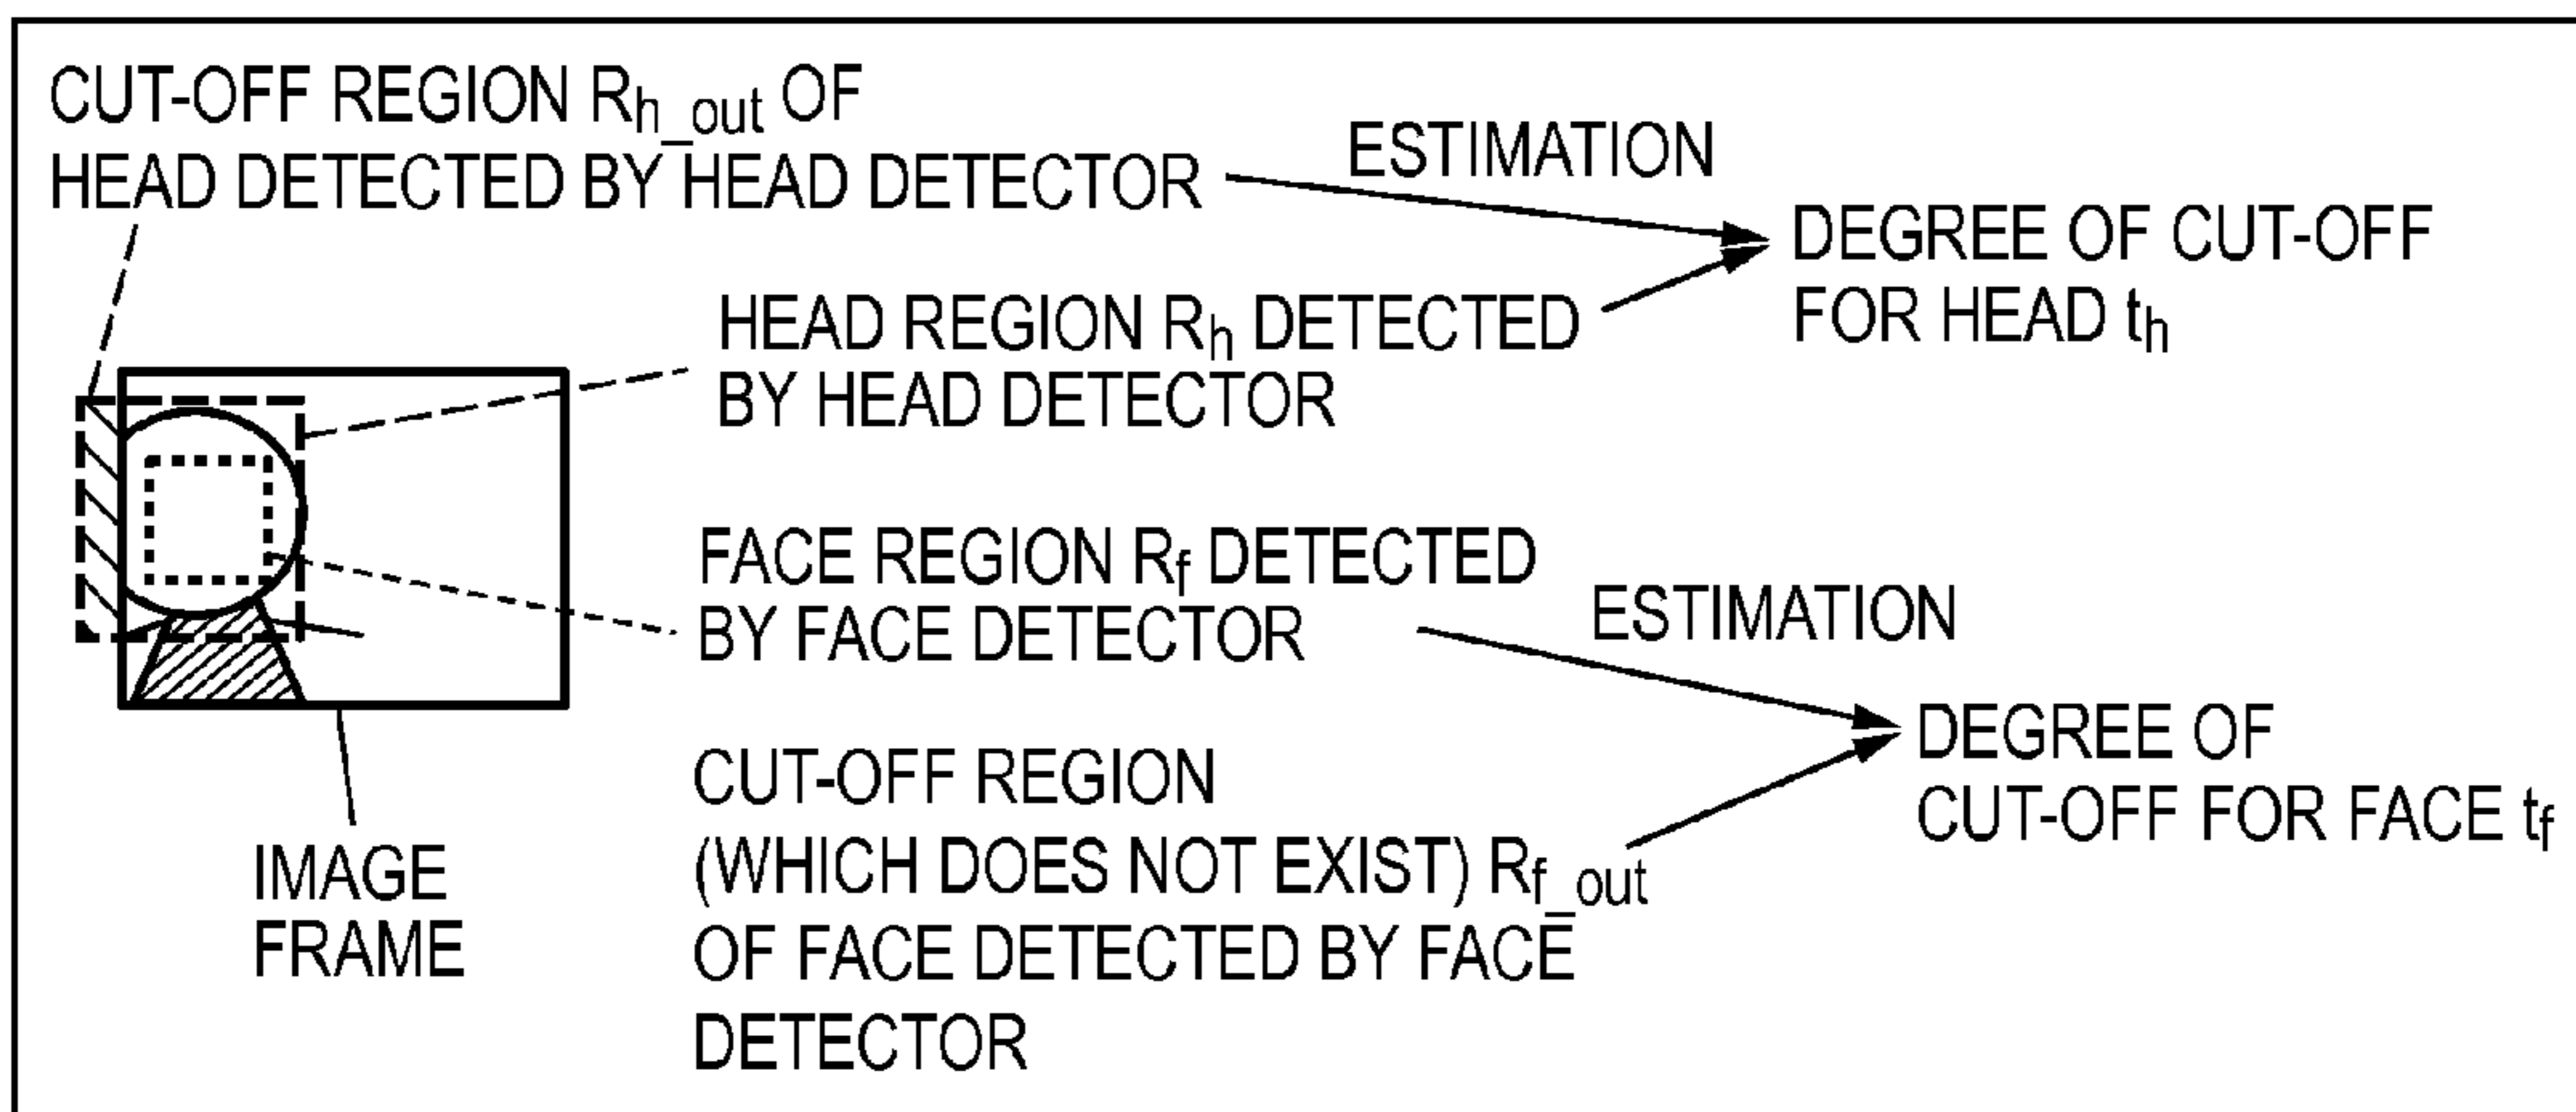 CUT-OFF REGION Rh_out OF
HEAD DETECTED BY HEAD DETECTOR
ESTIMATION
DEGREE OF CUT-OFF
FOR HEAD th
HEAD REGION Rh DETECTED
BY HEAD DETECTOR
FACE REGION Rf DETECTED
BY FACE DETECTOR
ESTIMATION
DEGREE OF
CUT-OFF FOR FACE tf
CUT-OFF REGION
(WHICH DOES NOT EXIST) Rf_out
OF FACE DETECTED BY FACE
DETECTOR
IMAGE
FRAME